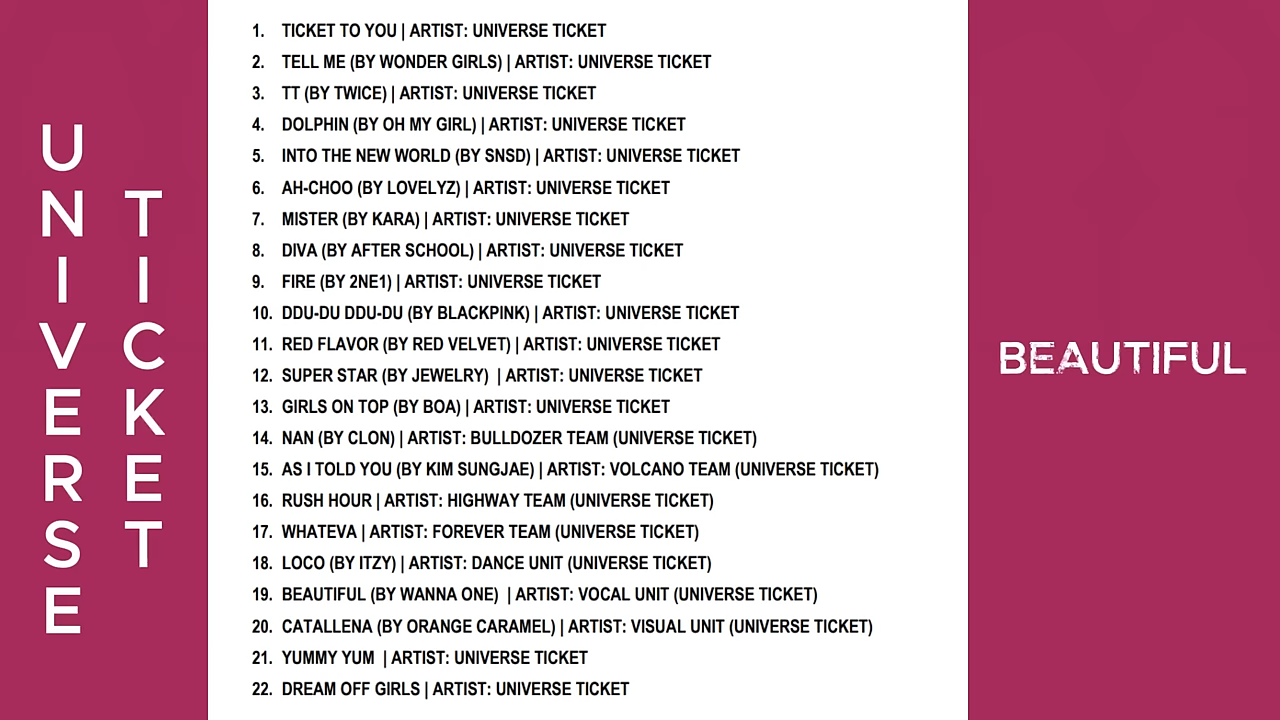 UNIVERSE
TICKET
1. TICKET TO YOU | ARTIST: UNIVERSE TICKET
2. TELL ME (BY WONDER GIRLS) | ARTIST: UNIVERSE TICKET
3. TT (BY TWICE) | ARTIST: UNIVERSE TICKET
4. DOLPHIN (BY OH MY GIRL) | ARTIST: UNIVERSE TICKET
5. INTO THE NEW WORLD (BY SNSD) | ARTIST: UNIVERSE TICKET
6. AH-CHOO (BY LOVELYZ) | ARTIST: UNIVERSE TICKET
7. MISTER (BY KARA) | ARTIST: UNIVERSE TICKET
8. DIVA (BY AFTER SCHOOL) | ARTIST: UNIVERSE TICKET
9. FIRE (BY 2NE1) | ARTIST: UNIVERSE TICKET
10. DDU-DU DDU-DU (BY BLACKPINK) | ARTIST: UNIVERSE TICKET
11. RED FLAVOR (BY RED VELVET) | ARTIST: UNIVERSE TICKET
12. SUPER STAR (BY JEWELRY) | ARTIST: UNIVERSE TICKET
13. GIRLS ON TOP (BY BOA) | ARTIST: UNIVERSE TICKET
14. NAN (BY CLON) | ARTIST: BULLDOZER TEAM (UNIVERSE TICKET)
15. AS I TOLD YOU (BY KIM SUNGJAE) | ARTIST: VOLCANO TEAM (UNIVERSE TICKET)
16. RUSH HOUR | ARTIST: HIGHWAY TEAM (UNIVERSE TICKET)
17. WHATEVA | ARTIST: FOREVER TEAM (UNIVERSE TICKET)
18. LOCO (BY ITZY) | ARTIST: DANCE UNIT (UNIVERSE TICKET)
19. BEAUTIFUL (BY WANNA ONE) | ARTIST: VOCAL UNIT (UNIVERSE TICKET)
20. CATALLENA (BY ORANGE CARAMEL) | ARTIST: VISUAL UNIT (UNIVERSE TICKET)
21. YUMMY YUM | ARTIST: UNIVERSE TICKET
22. DREAM OFF GIRLS | ARTIST: UNIVERSE TICKET
BEAUTIFUL